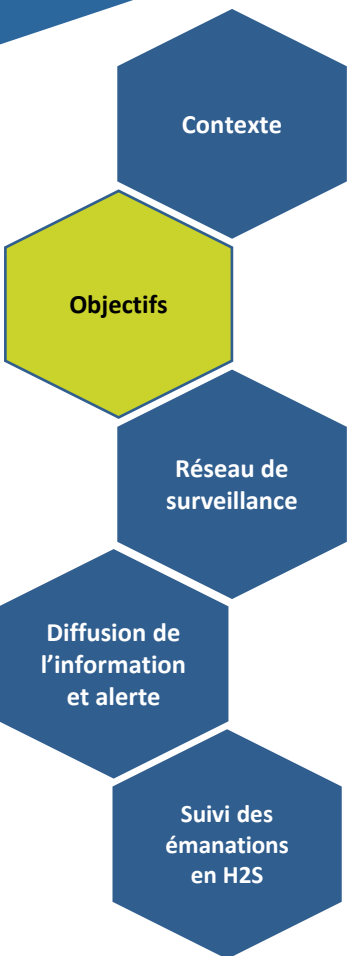 Contexte
Objectifs
Réseau de
surveillance
Diffusion de
l’information
et alerte
Suivi des
émanations
en H2S